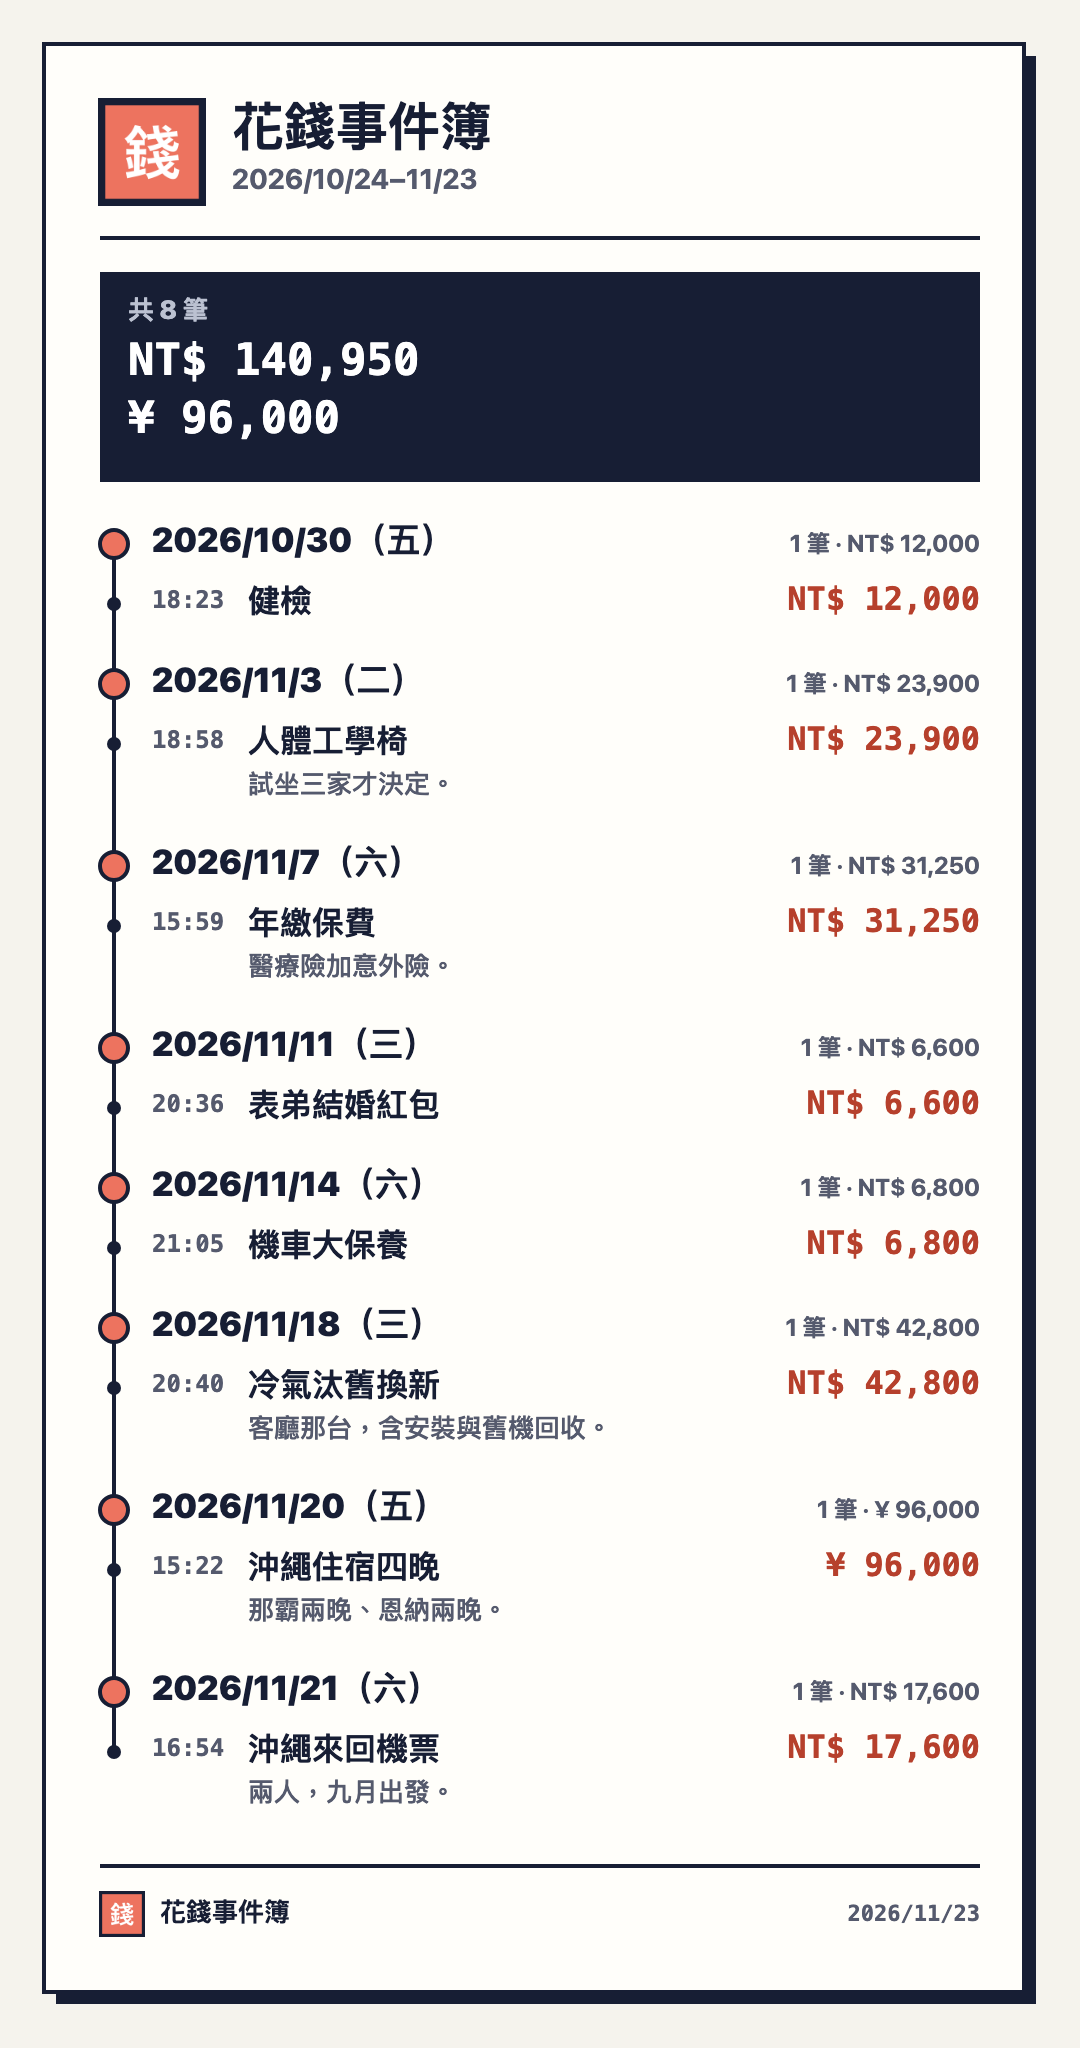 錢
花錢事件簿
2026/10/24–11/23
共 8 筆
NT$ 140,950
¥ 96,000
2026/10/30（五） 1 筆 · NT$ 12,000
18:23 健檢 NT$ 12,000
2026/11/3（二） 1 筆 · NT$ 23,900
18:58 人體工學椅 NT$ 23,900
試坐三家才決定。
2026/11/7（六） 1 筆 · NT$ 31,250
15:59 年繳保費 NT$ 31,250
醫療險加意外險。
2026/11/11（三） 1 筆 · NT$ 6,600
20:36 表弟結婚紅包 NT$ 6,600
2026/11/14（六） 1 筆 · NT$ 6,800
21:05 機車大保養 NT$ 6,800
2026/11/18（三） 1 筆 · NT$ 42,800
20:40 冷氣汰舊換新 NT$ 42,800
客廳那台，含安裝與舊機回收。
2026/11/20（五） 1 筆 · ¥ 96,000
15:22 沖繩住宿四晚 ¥ 96,000
那霸兩晚、恩納兩晚。
2026/11/21（六） 1 筆 · NT$ 17,600
16:54 沖繩來回機票 NT$ 17,600
兩人，九月出發。
錢 花錢事件簿 2026/11/23